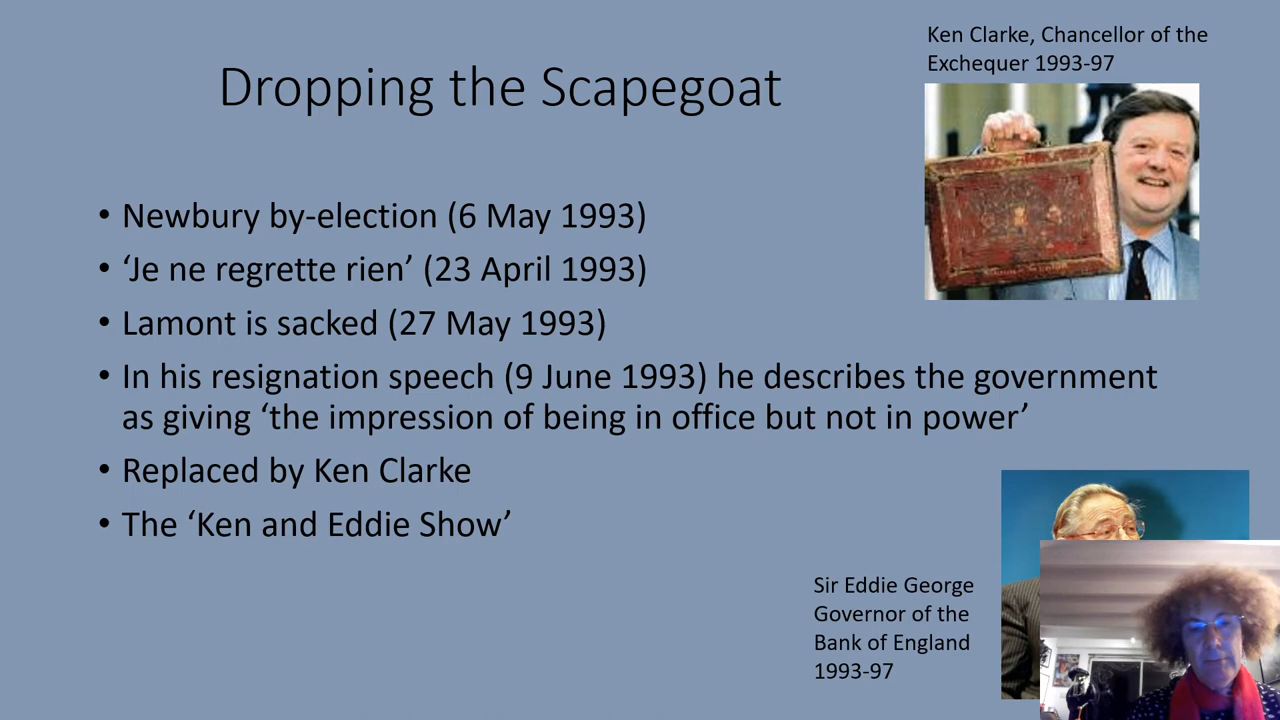 Ken Clarke, Chancellor of the
Exchequer 1993-97
Dropping the Scapegoat
• Newbury by-election (6 May 1993)
• ‘Je ne regrette rien’ (23 April 1993)
• Lamont is sacked (27 May 1993)
• In his resignation speech (9 June 1993) he describes the government
as giving ‘the impression of being in office but not in power’
• Replaced by Ken Clarke
• The ‘Ken and Eddie Show’
Sir Eddie George
Governor of the
Bank of England
1993-97